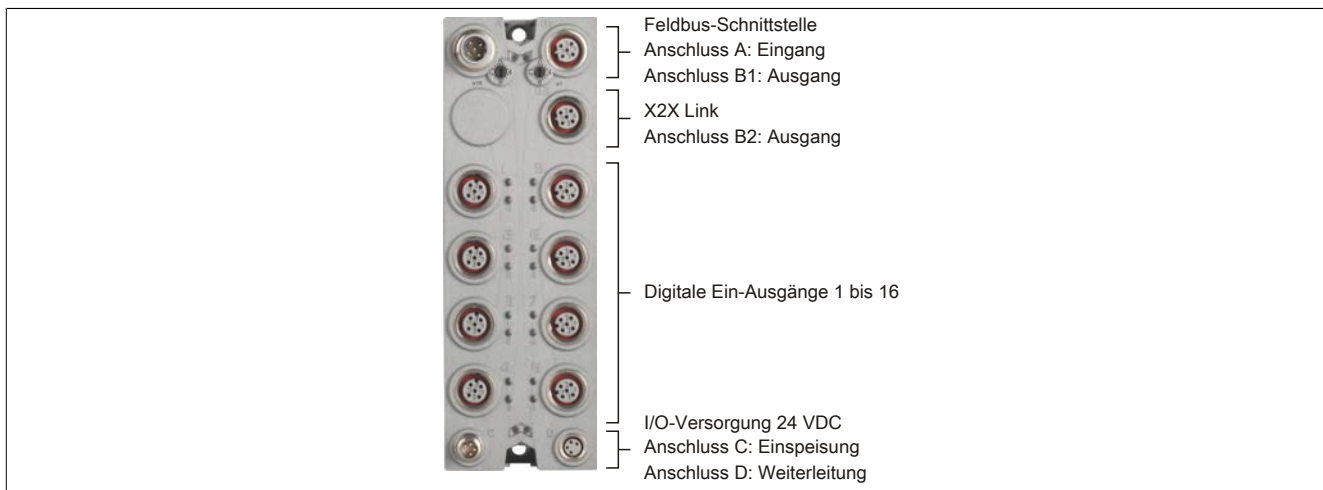 Feldbus-Schnittstelle
Anschluss A: Eingang
Anschluss B1: Ausgang
X2X Link
Anschluss B2: Ausgang
Digitale Ein-Ausgänge 1 bis 16
I/O-Versorgung 24 VDC
Anschluss C: Einspeisung
Anschluss D: Weiterleitung